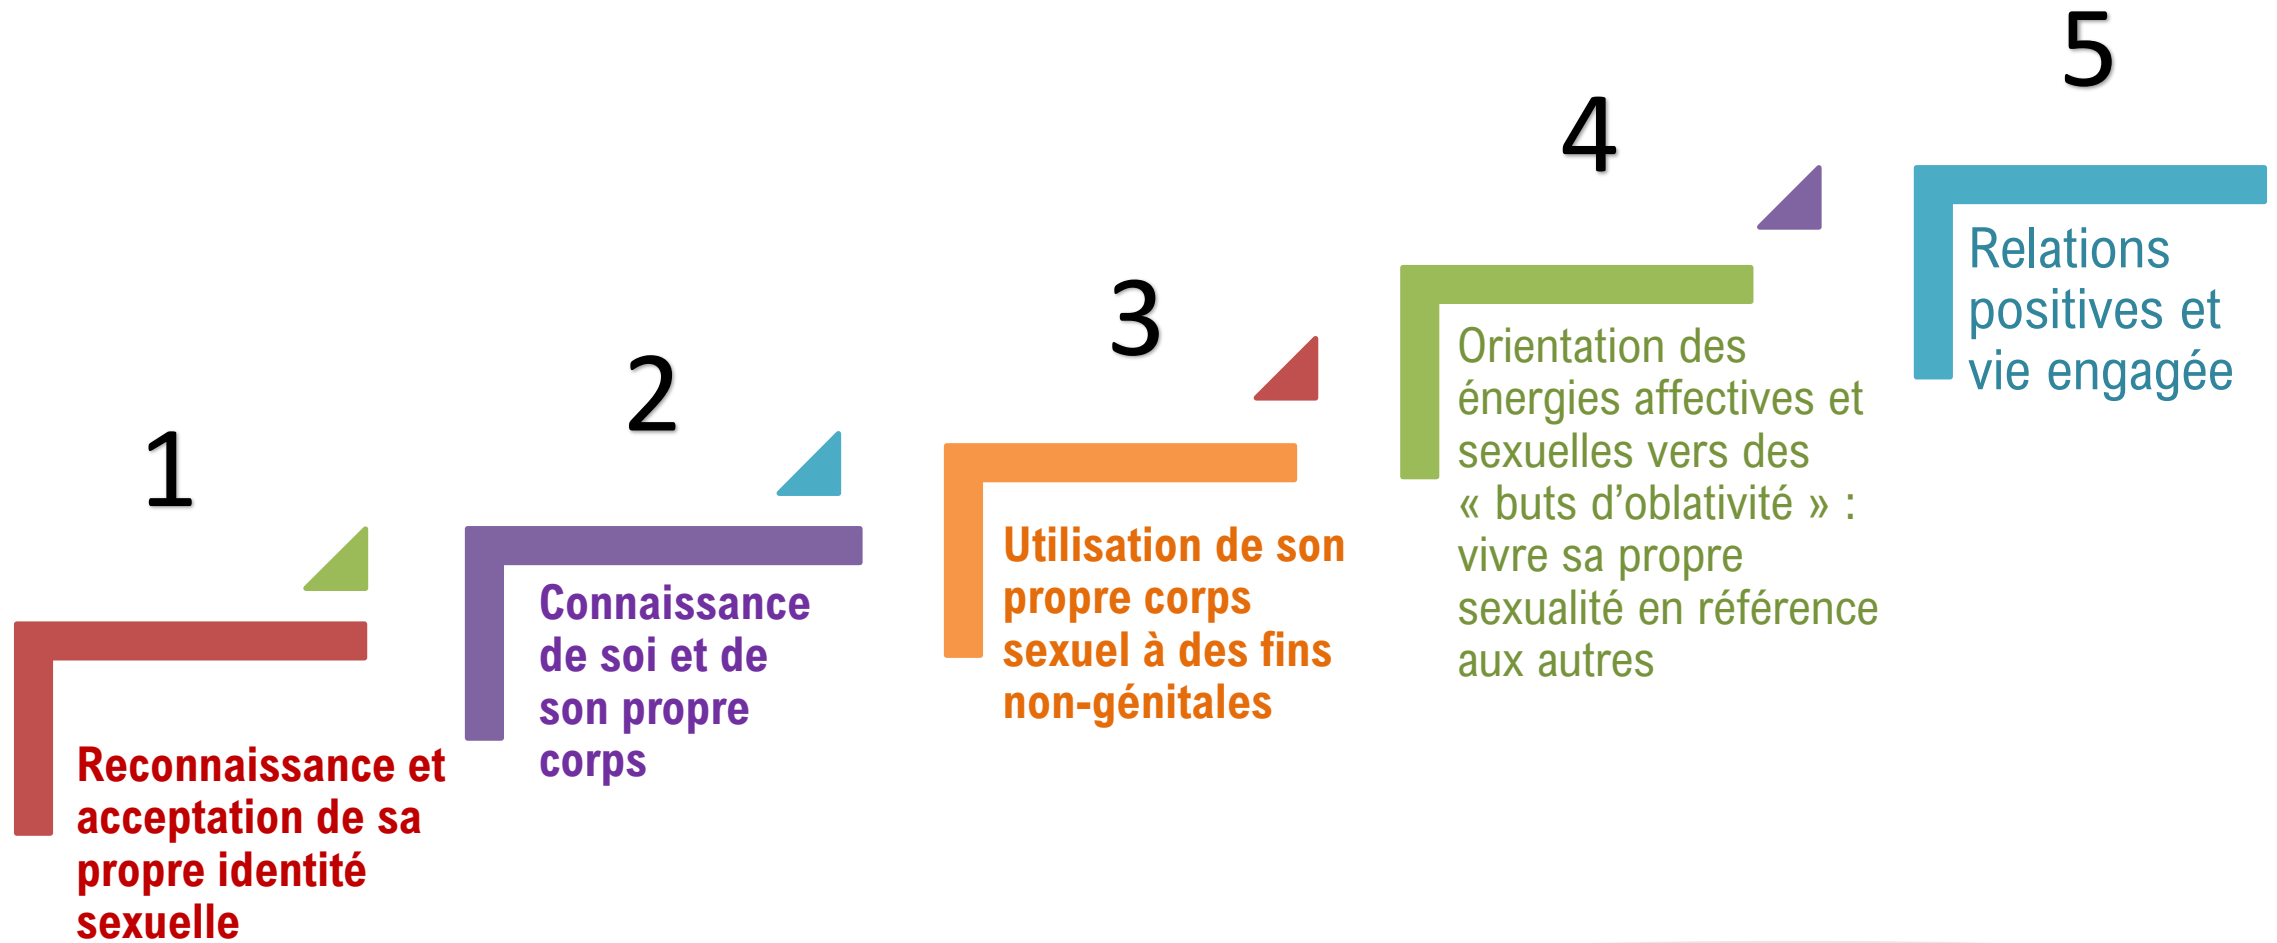 1
Reconnaissance et
acceptation de sa
propre identité
sexuelle
2
Connaissance
de soi et de
son propre
corps
3
Utilisation de son
propre corps
sexuel à des fins
non-génitales
4
Orientation des
énergies affectives et
sexuelles vers des
« buts d’oblativité » :
vivre sa propre
sexualité en référence
aux autres
5
Relations
positives et
vie engagée